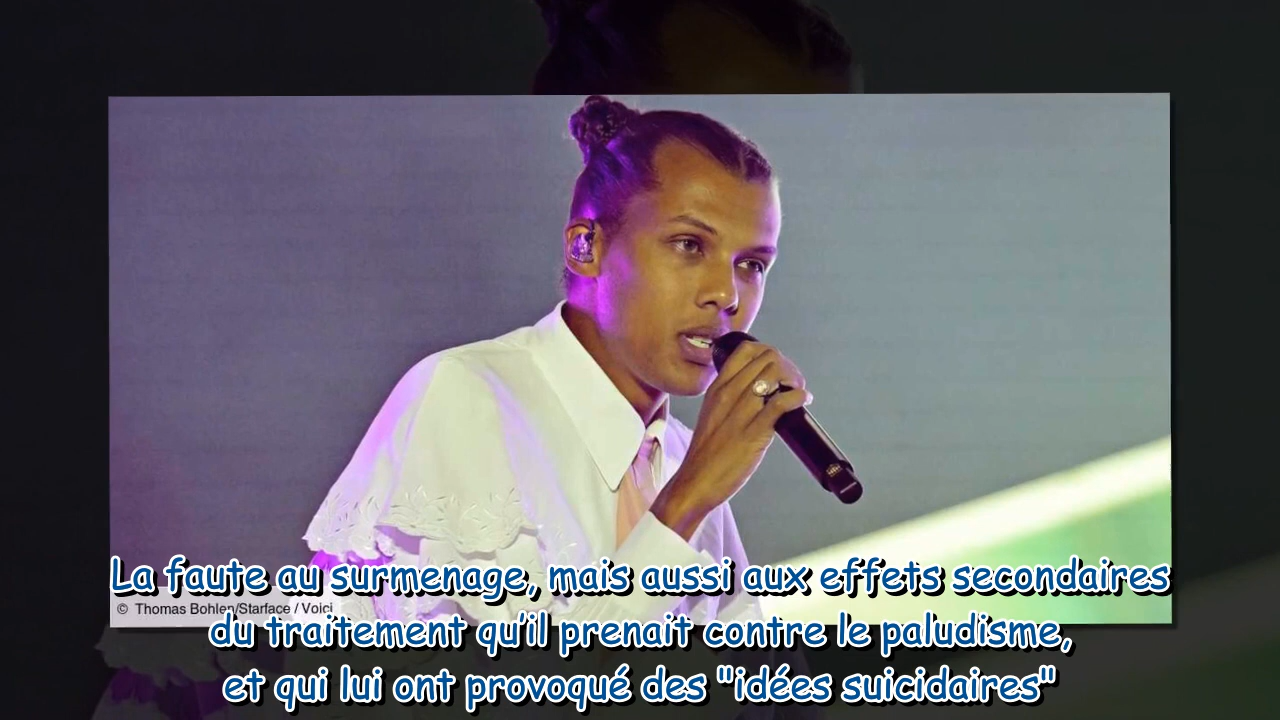 La faute au surmenage, mais aussi aux effets secondaires
© Thomas Bohlen/Starface / Voici
du traitement qu'il prenait contre le paludisme,
et qui lui ont provoqué des "idées suicidaires"